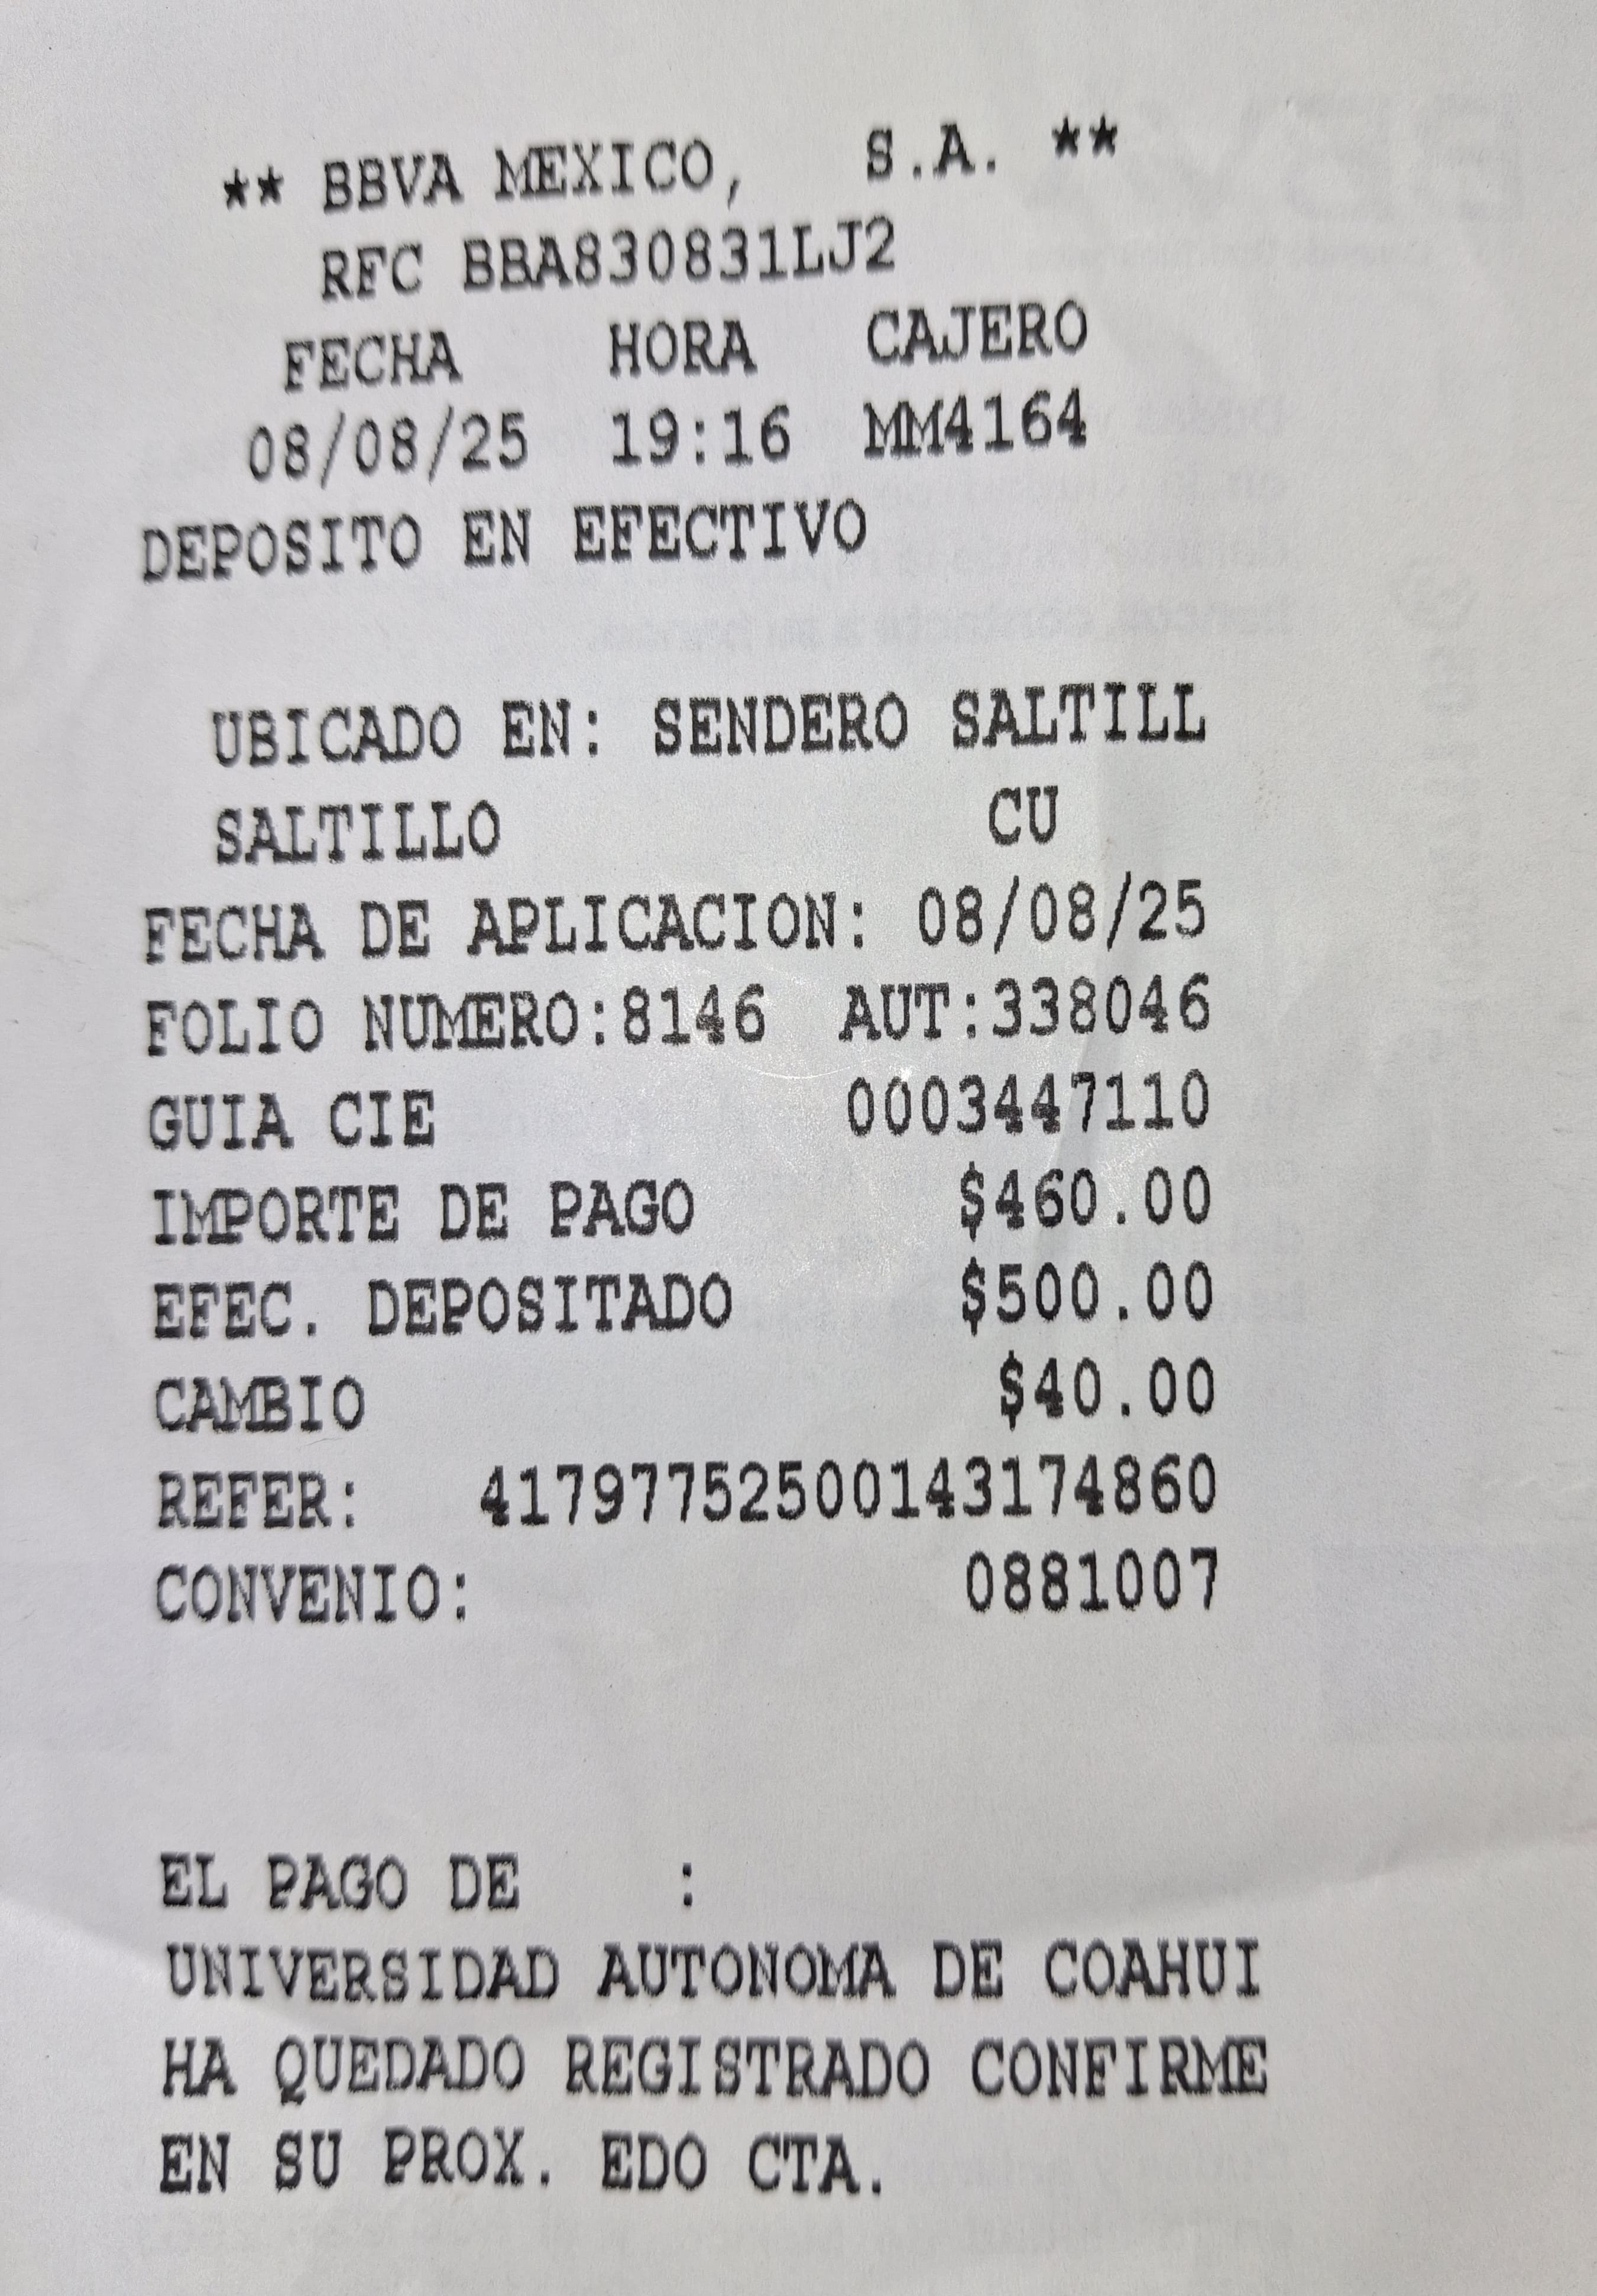 ** BBVA MEXICO, S.A. **
RFC BBA830831LJ2
FECHA HORA CAJERO
08/08/25 19:16 MM4164
DEPOSITO EN EFECTIVO
UBICADO EN: SENDERO SALTILL
SALTILLO CU
FECHA DE APLICACION: 08/08/25
FOLIO NUMERO:8146 AUT:338046
GUIA CIE 0003447110
IMPORTE DE PAGO $460.00
EFEC. DEPOSITADO $500.00
CAMBIO $40.00
REFER: 41797752500143174860
CONVENIO: 0881007
EL PAGO DE :
UNIVERSIDAD AUTONOMA DE COAHUI
HA QUEDADO REGISTRADO CONFIRME
EN SU PROX. EDO CTA.